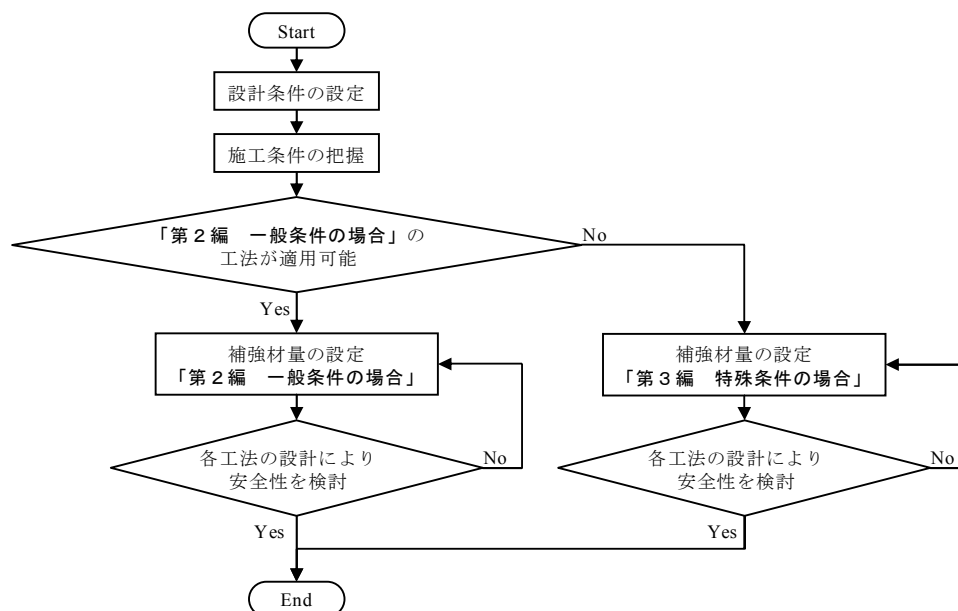 Start
設計条件の設定
施工条件の把握
「第2編　一般条件の場合」の
工法が適用可能
No
Yes
補強材量の設定
「第2編　一般条件の場合」
補強材量の設定
「第3編　特殊条件の場合」
各工法の設計により
安全性を検討
No
各工法の設計により
安全性を検討
No
Yes
Yes
End